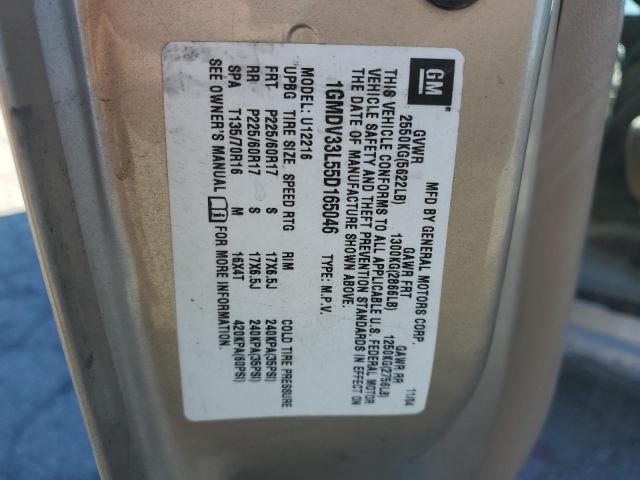 GM®
MFD BY GENERAL MOTORS CORP. 11/04
GVWR GAWR FRT GAWR RR
2550KG(5622LB) 1300KG(2866LB) 1250KG(2756LB)
THIS VEHICLE CONFORMS TO ALL APPLICABLE U.S. FEDERAL MOTOR
VEHICLE SAFETY AND THEFT PREVENTION STANDARDS IN EFFECT ON
THE DATE OF MANUFACTURE SHOWN ABOVE.
1GMDV33L55D165046 TYPE: M.P.V.
MODEL: U12216
UPBG TIRE SIZE SPEED RTG RIM COLD TIRE PRESSURE
FRT P225/60R17 S 17X6.5J 240KPA(35PSI)
RR P225/60R17 S 17X6.5J 240KPA(35PSI)
SPA T135/70R16 M 16X4T 420KPA(60PSI)
SEE OWNER'S MANUAL FOR MORE INFORMATION.